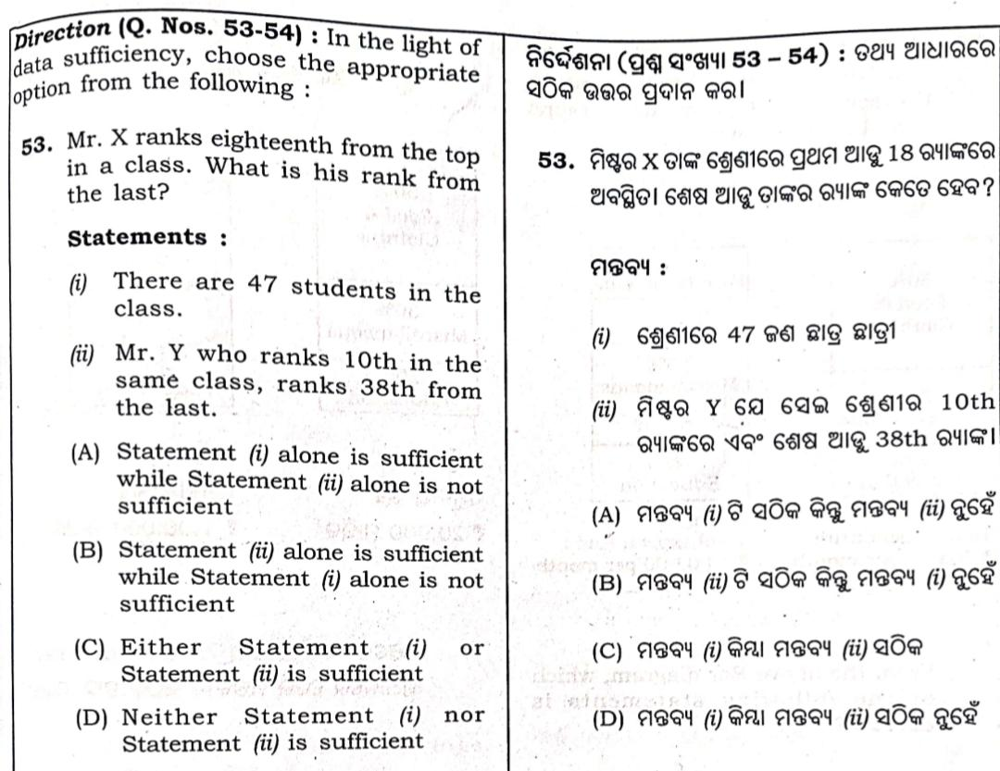 Direction (Q. Nos. 53-54) : In the light of
data sufficiency, choose the appropriate
option from the following :
53. Mr. X ranks eighteenth from the top
in a class. What is his rank from
the last?
Statements :
(i) There are 47 students in the
class.
(ii) Mr. Y who ranks 10th in the
same class, ranks 38th from
the last.
(A) Statement (i) alone is sufficient
while Statement (ii) alone is not
sufficient
(B) Statement (ii) alone is sufficient
while Statement (i) alone is not
sufficient
(C) Either Statement (i) or
Statement (ii) is sufficient
(D) Neither Statement (i) nor
Statement (ii) is sufficient
ନିର୍ଦ୍ଦେଶନା (ପ୍ରଶ୍ନ ସଂଖ୍ୟା 53 – 54) : ତଥ୍ୟ ଆଧାରରେ
ସଠିକ ଉତ୍ତର ପ୍ରଦାନ କର।
53. ମିଷ୍ଟର X ତାଙ୍କ ଶ୍ରେଣୀରେ ପ୍ରଥମ ଆଡୁ 18 ର‍୍ୟାଙ୍କରେ
ଅବସ୍ଥିତ। ଶେଷ ଆଡୁ ତାଙ୍କର ର‍୍ୟାଙ୍କ କେତେ ହେବ?
ମନ୍ତବ୍ୟ :
(i) ଶ୍ରେଣୀରେ 47 ଜଣ ଛାତ୍ର ଛାତ୍ରୀ
(ii) ମିଷ୍ଟର Y ଯେ ସେଇ ଶ୍ରେଣୀର 10th
ର‍୍ୟାଙ୍କରେ ଏବଂ ଶେଷ ଆଡୁ 38th ର‍୍ୟାଙ୍କ।
(A) ମନ୍ତବ୍ୟ (i) ଟି ସଠିକ କିନ୍ତୁ ମନ୍ତବ୍ୟ (ii) ନୁହେଁ
(B) ମନ୍ତବ୍ୟ (ii) ଟି ସଠିକ କିନ୍ତୁ ମନ୍ତବ୍ୟ (i) ନୁହେଁ
(C) ମନ୍ତବ୍ୟ (i) କିମ୍ବା ମନ୍ତବ୍ୟ (ii) ସଠିକ
(D) ମନ୍ତବ୍ୟ (i) କିମ୍ବା ମନ୍ତବ୍ୟ (ii) ସଠିକ ନୁହେଁ